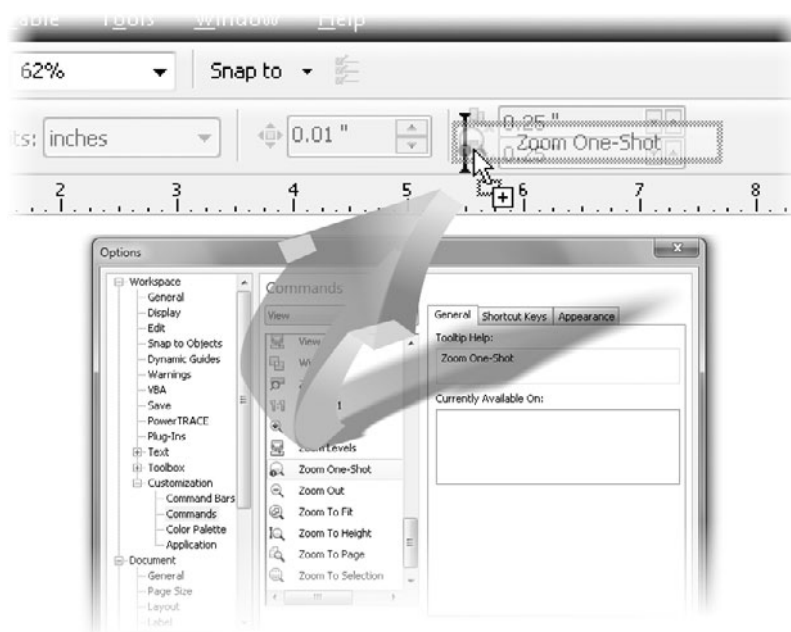 Tools Window Help
62% Snap to
inches 0.01 " 0.25 "
0.25
Zoom One-Shot
2 3 4 5 6 7 8
Options
Workspace
General
Display
Edit
Snap to Objects
Dynamic Guides
Warnings
VBA
Save
PowerTRACE
Plug-Ins
Text
Toolbox
Customization
Command Bars
Commands
Color Palette
Application
Document
General
Page Size
Layout
Label
Commands
View
View
1
Zoom Levels
Zoom One-Shot
Zoom Out
Zoom To Fit
Zoom To Height
Zoom To Page
Zoom To Selection
General Shortcut Keys Appearance
Tooltip Help:
Zoom One-Shot
Currently Available On: